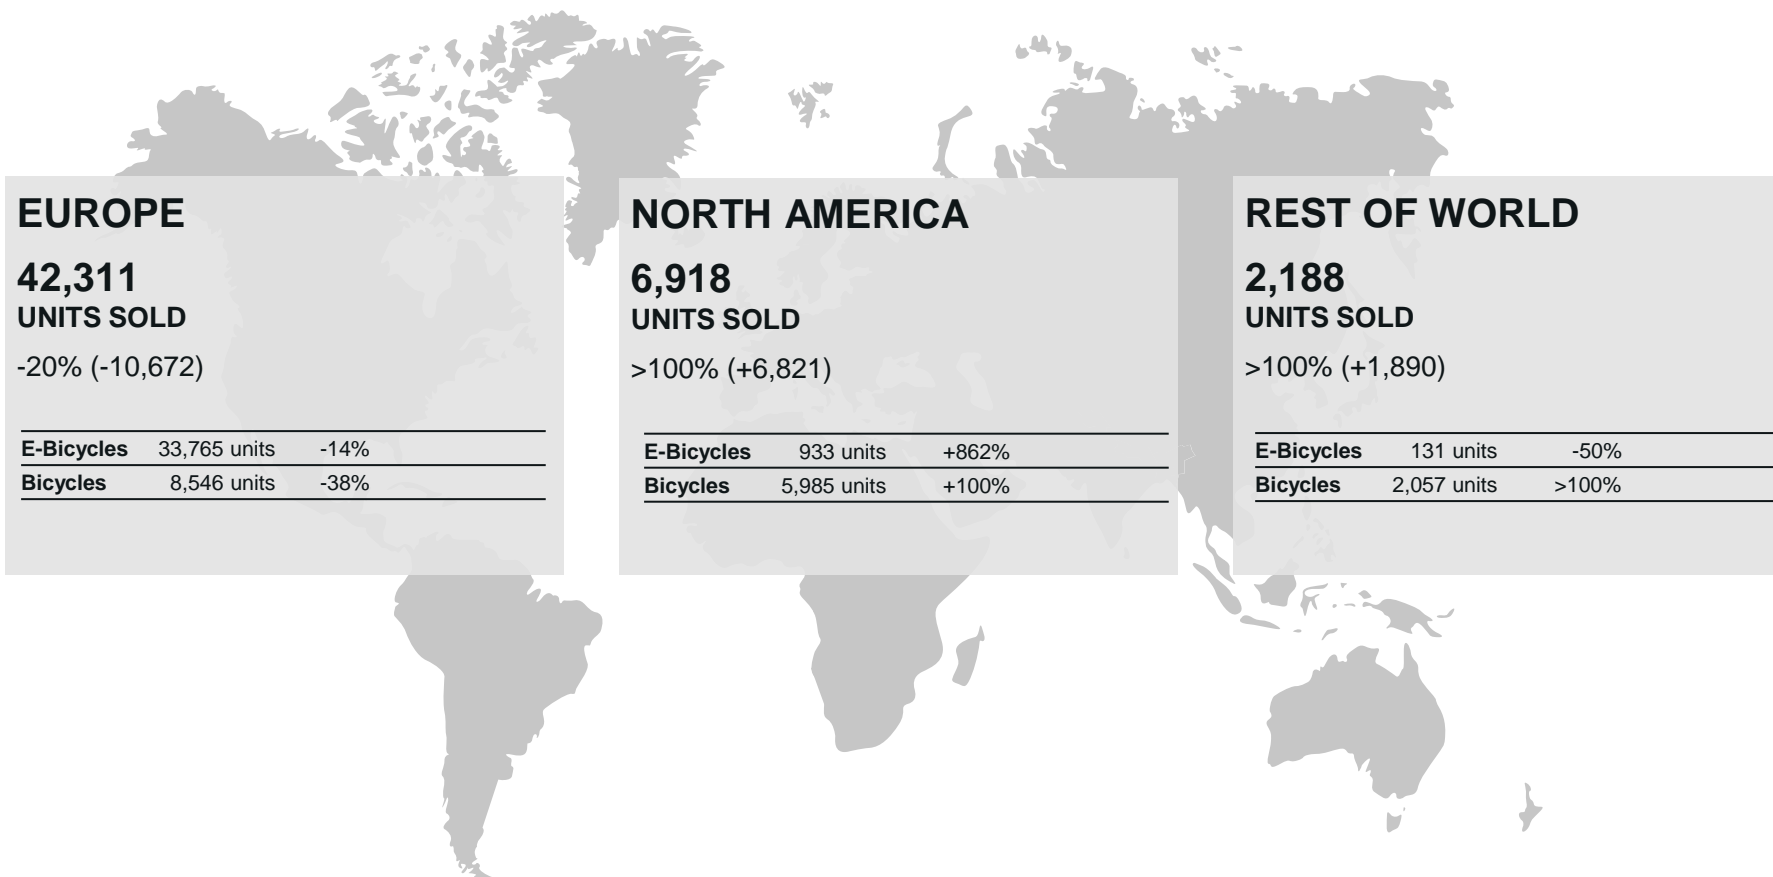 EUROPE
42,311
UNITS SOLD
-20% (-10,672)
E-Bicycles 33,765 units -14%
Bicycles 8,546 units -38%
NORTH AMERICA
6,918
UNITS SOLD
>100% (+6,821)
E-Bicycles 933 units +862%
Bicycles 5,985 units +100%
REST OF WORLD
2,188
UNITS SOLD
>100% (+1,890)
E-Bicycles 131 units -50%
Bicycles 2,057 units >100%